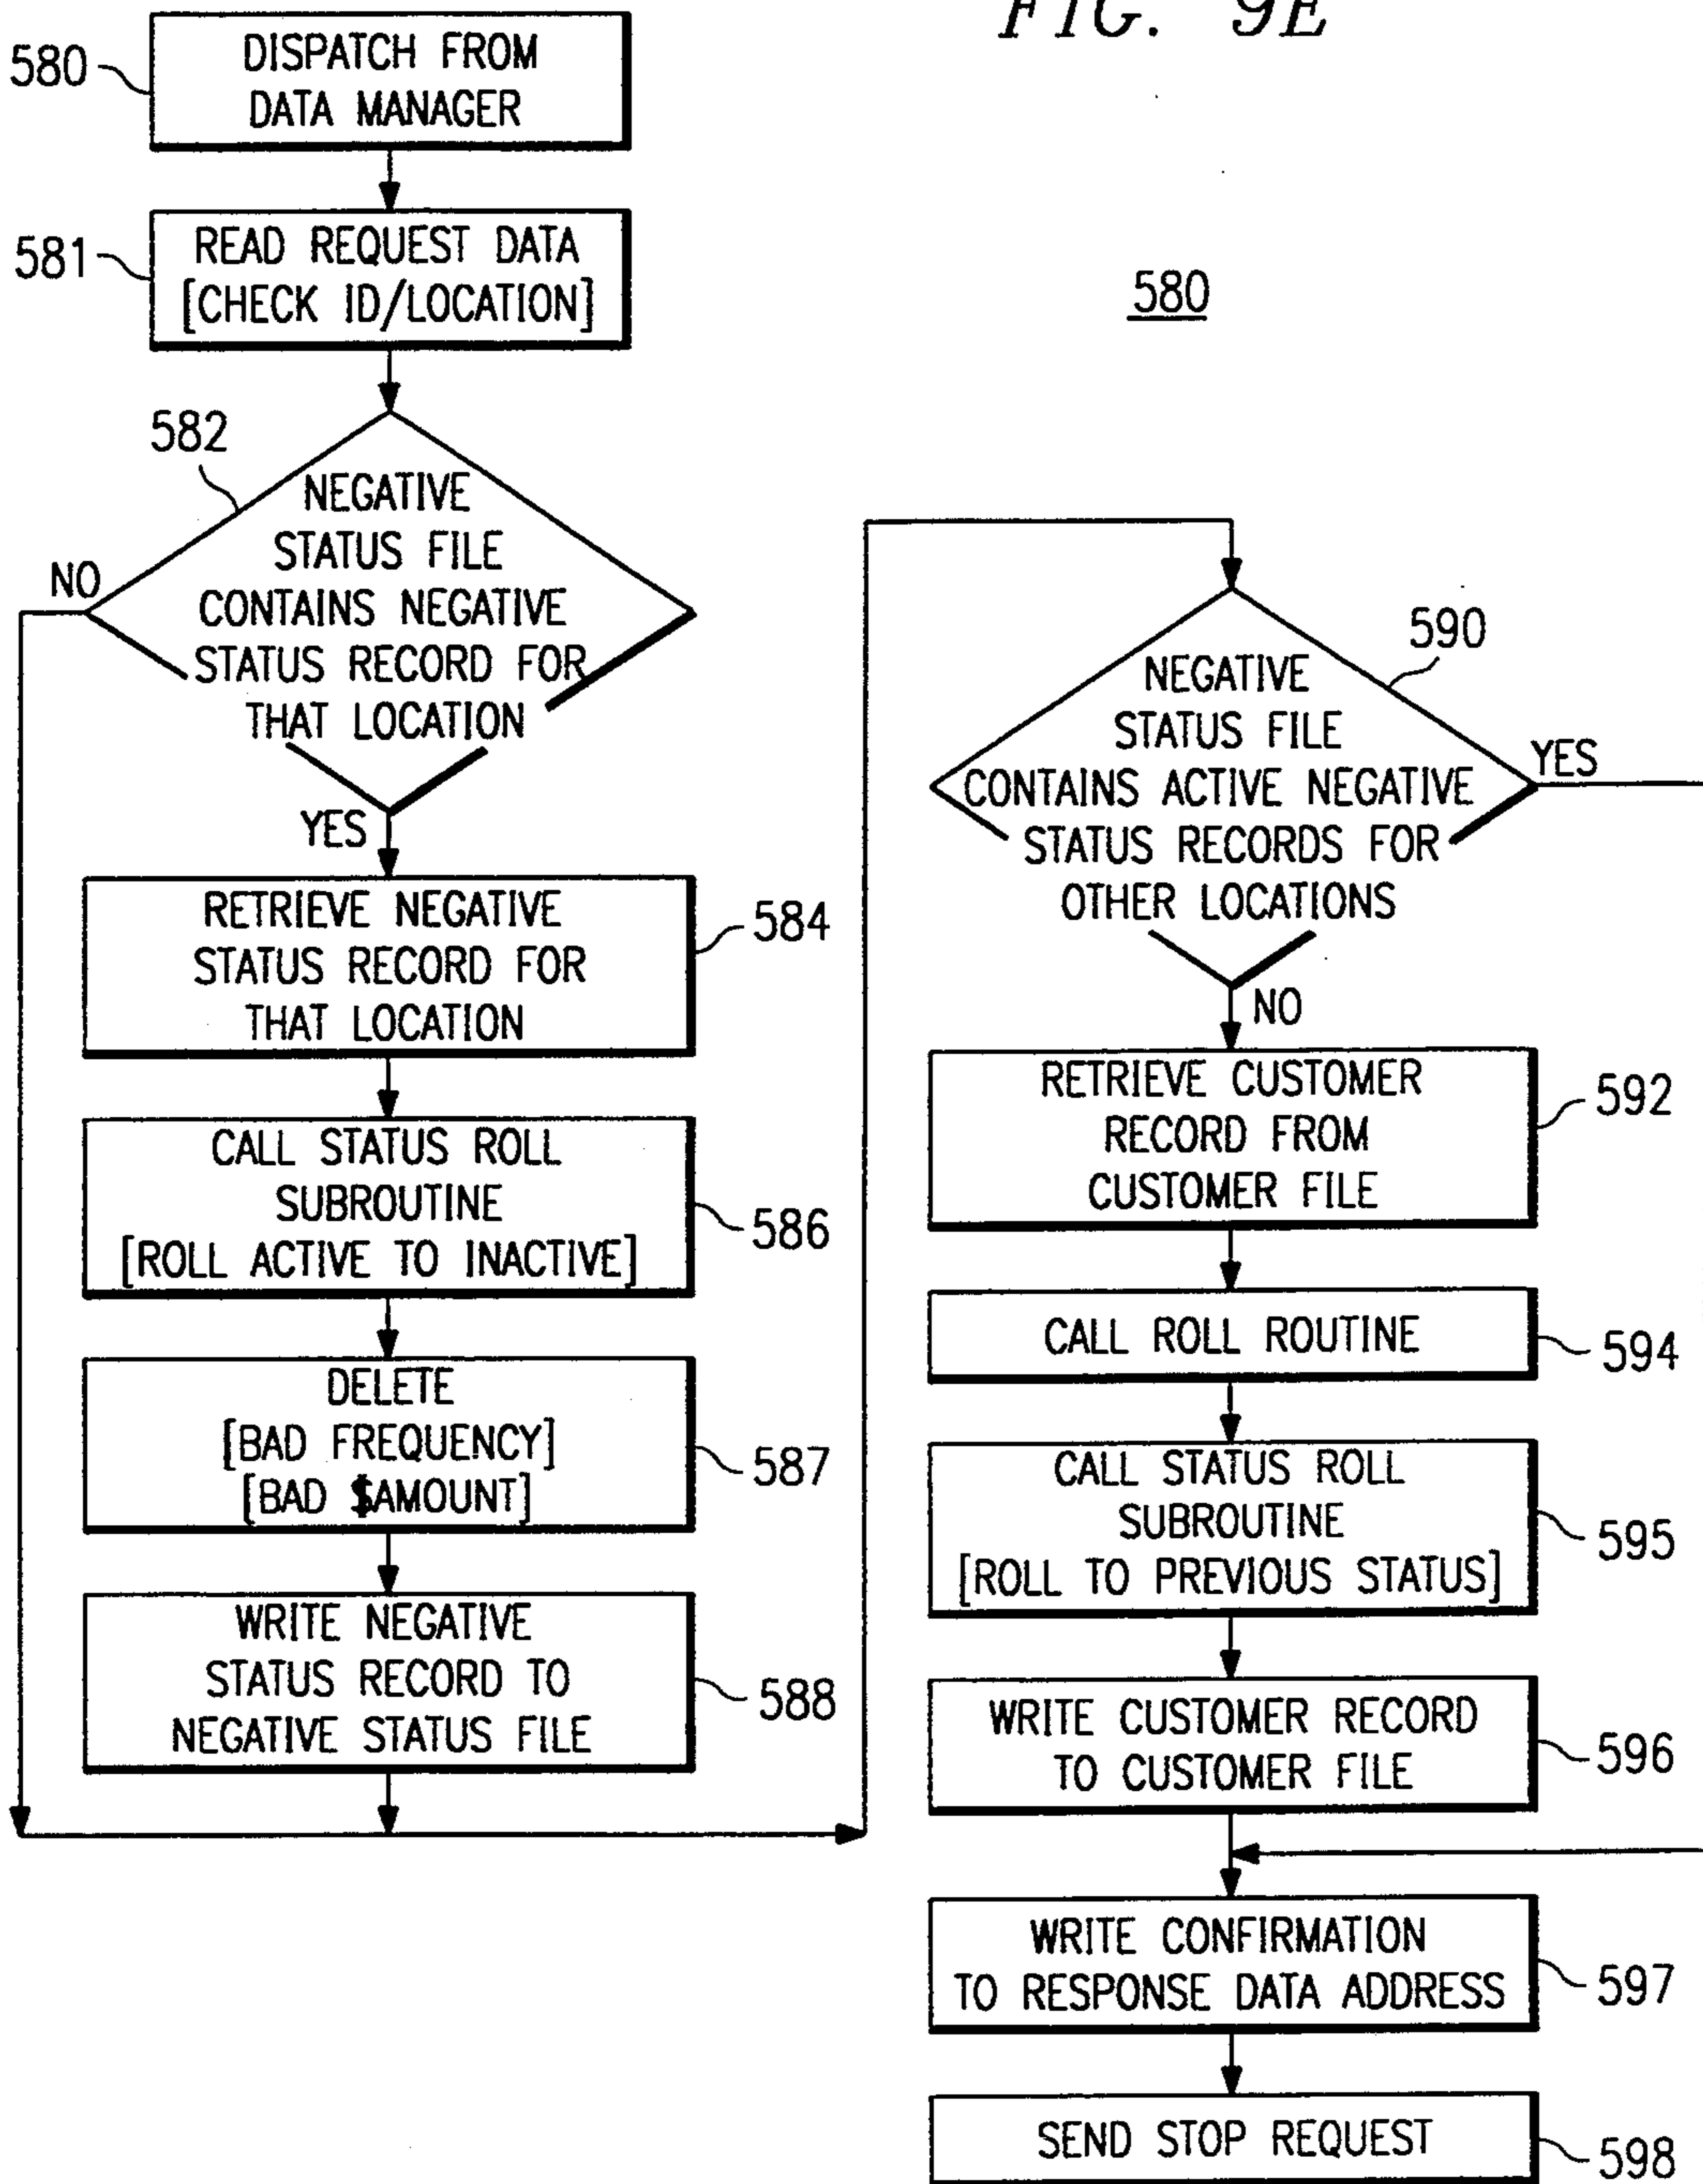 FIG. 9E
580
DISPATCH FROM
DATA MANAGER
581
READ REQUEST DATA
[CHECK ID/LOCATION]
580
582
NEGATIVE
STATUS FILE
CONTAINS NEGATIVE
STATUS RECORD FOR
THAT LOCATION
NO
YES
RETRIEVE NEGATIVE
STATUS RECORD FOR
THAT LOCATION
584
CALL STATUS ROLL
SUBROUTINE
[ROLL ACTIVE TO INACTIVE]
586
DELETE
[BAD FREQUENCY]
[BAD $AMOUNT]
587
WRITE NEGATIVE
STATUS RECORD TO
NEGATIVE STATUS FILE
588
590
NEGATIVE
STATUS FILE
CONTAINS ACTIVE NEGATIVE
STATUS RECORDS FOR
OTHER LOCATIONS
YES
NO
RETRIEVE CUSTOMER
RECORD FROM
CUSTOMER FILE
592
CALL ROLL ROUTINE
594
CALL STATUS ROLL
SUBROUTINE
[ROLL TO PREVIOUS STATUS]
595
WRITE CUSTOMER RECORD
TO CUSTOMER FILE
596
WRITE CONFIRMATION
TO RESPONSE DATA ADDRESS
597
SEND STOP REQUEST
598